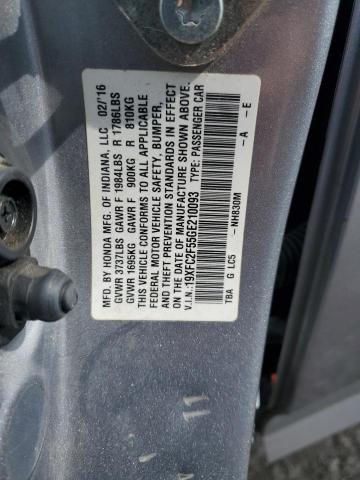 MFD. BY HONDA MFG. OF INDIANA, LLC 02/'16
GVWR 3737LBS GAWR F 1984LBS R 1786LBS
GVWR 1695KG GAWR F 900KG R 810KG
THIS VEHICLE CONFORMS TO ALL APPLICABLE
FEDERAL MOTOR VEHICLE SAFETY, BUMPER,
AND THEFT PREVENTION STANDARDS IN EFFECT
ON THE DATE OF MANUFACTURE SHOWN ABOVE.
V.I.N.:19XFC2F55GE210093 TYPE: PASSENGER CAR
-NH830M -A -E
TBA G LC5
11